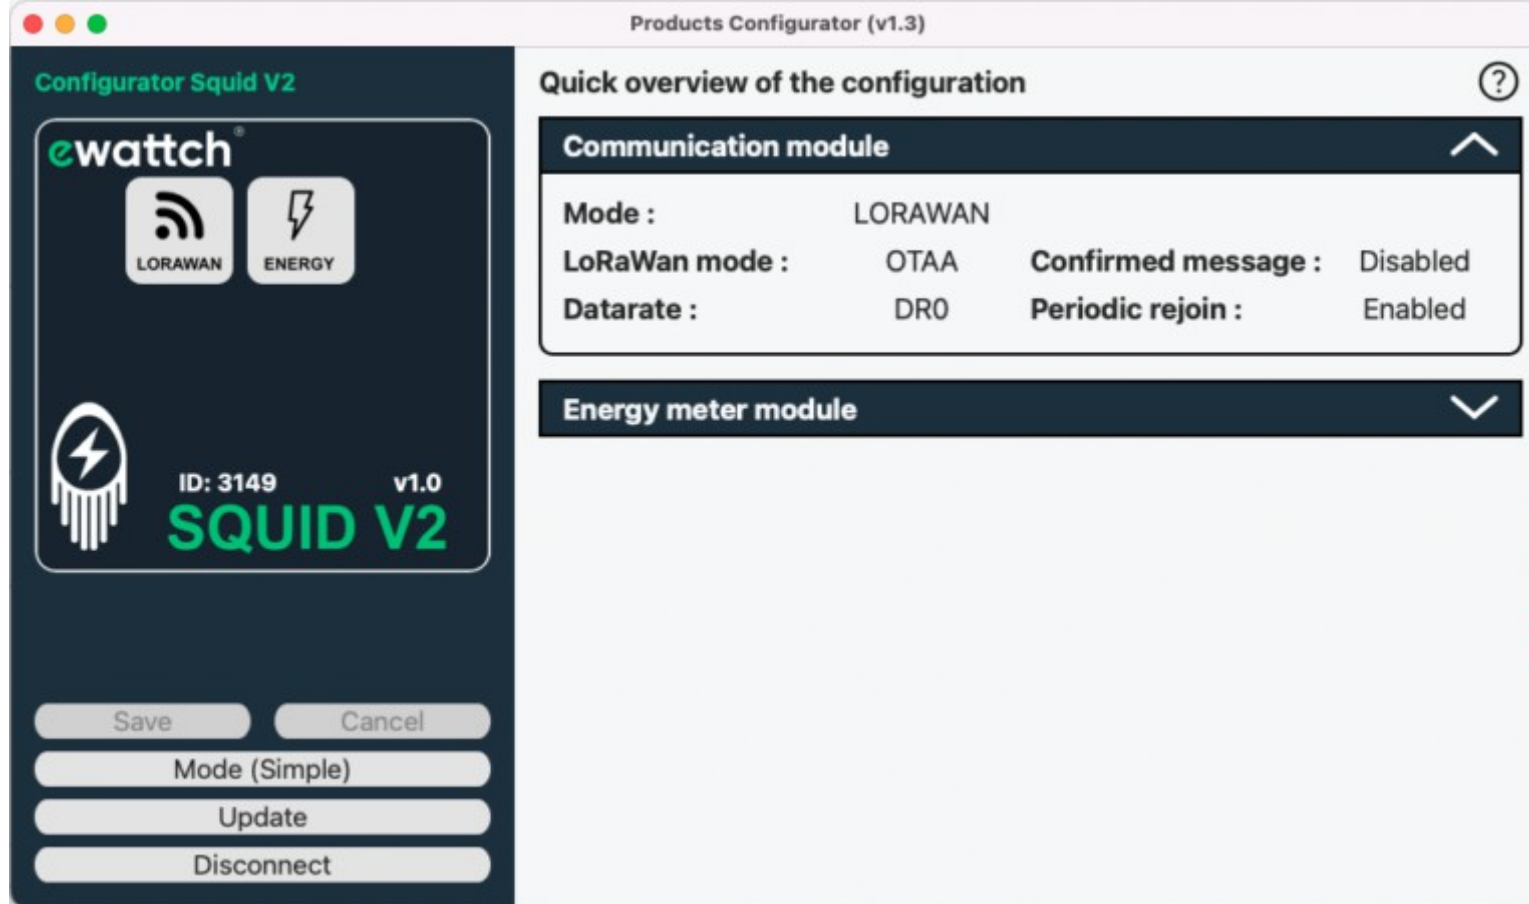 Products Configurator (v1.3)
Configurator Squid V2
ewattch®
LORAWAN
ENERGY
ID: 3149 v1.0
SQUID V2
Save
Cancel
Mode (Simple)
Update
Disconnect
Quick overview of the configuration
?
Communication module
Mode : LORAWAN
LoRaWan mode : OTAA Confirmed message : Disabled
Datarate : DR0 Periodic rejoin : Enabled
Energy meter module